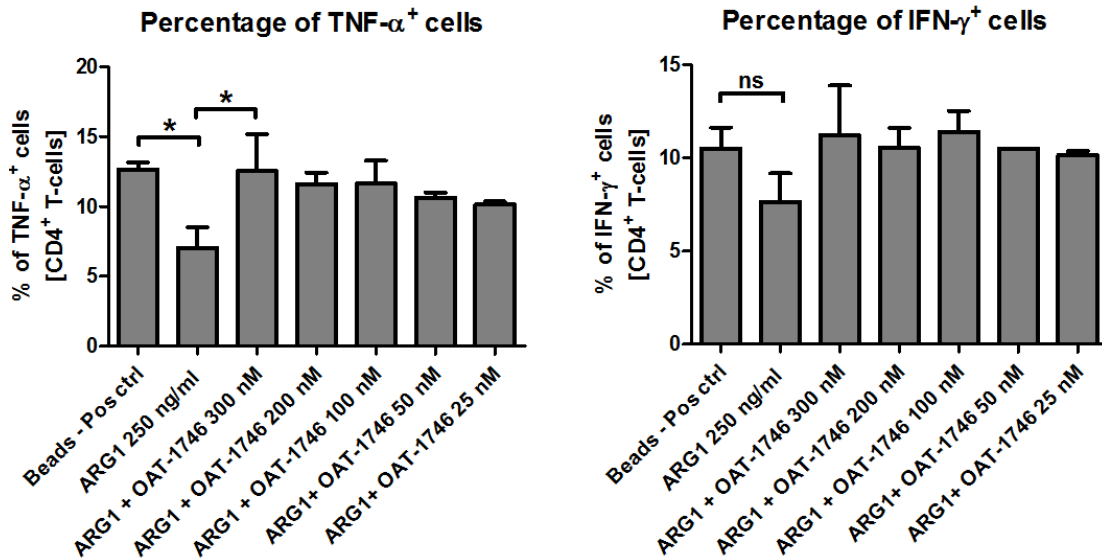 Percentage of TNF-α⁺ cells
% of TNF-α⁺ cells
[CD4⁺ T-cells]
20
15
10
5
0
*
*
Beads - Pos ctrl
ARG1 250 ng/ml
ARG1 + OAT-1746 300 nM
ARG1 + OAT-1746 200 nM
ARG1 + OAT-1746 100 nM
ARG1+ OAT-1746 50 nM
ARG1+ OAT-1746 25 nM
Percentage of IFN-γ⁺ cells
% of IFN-γ⁺ cells
[CD4⁺ T-cells]
15
10
5
0
ns
Beads - Pos ctrl
ARG1 250 ng/ml
ARG1 + OAT-1746 300 nM
ARG1 + OAT-1746 200 nM
ARG1 + OAT-1746 100 nM
ARG1+ OAT-1746 50 nM
ARG1+ OAT-1746 25 nM